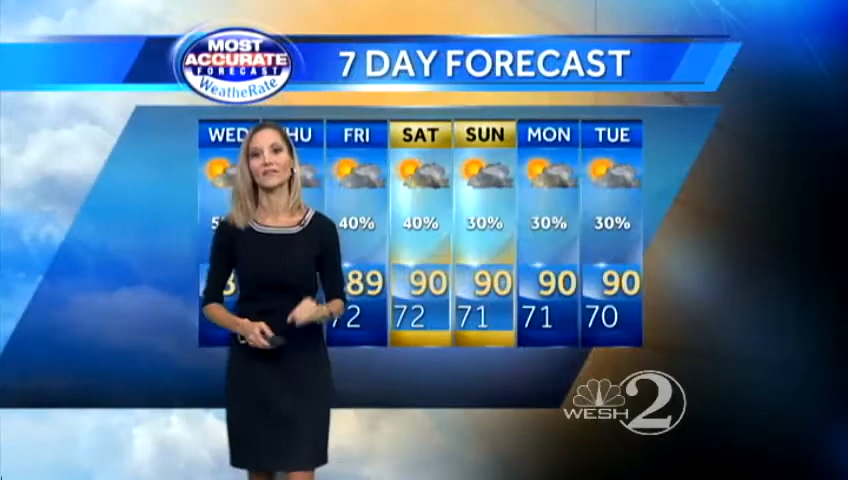 MOST
ACCURATE
FORECAST
WeatheRate
7 DAY FORECAST
WED THU FRI SAT SUN MON TUE
40% 40% 30% 30% 30%
89 90 90 90 90
72 72 71 71 70
WESH 2